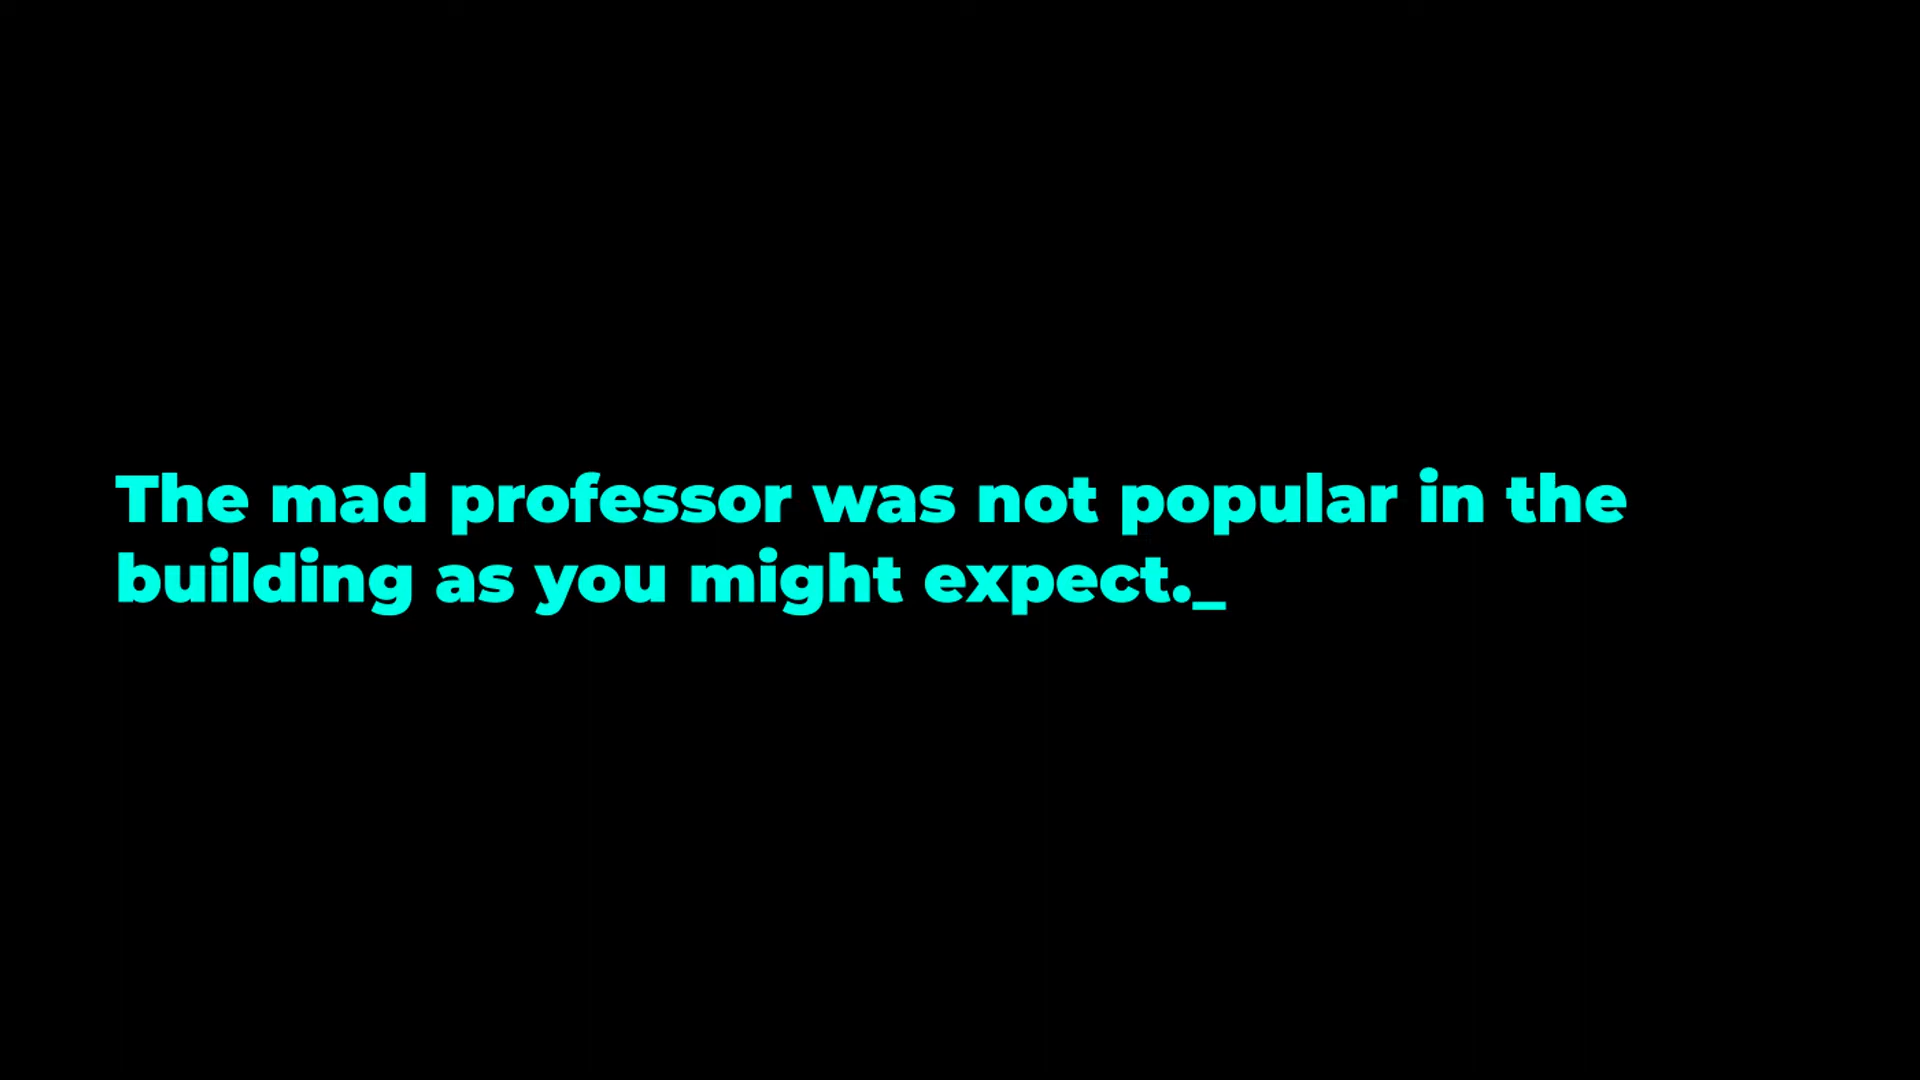 The mad professor was not popular in the
building as you might expect._